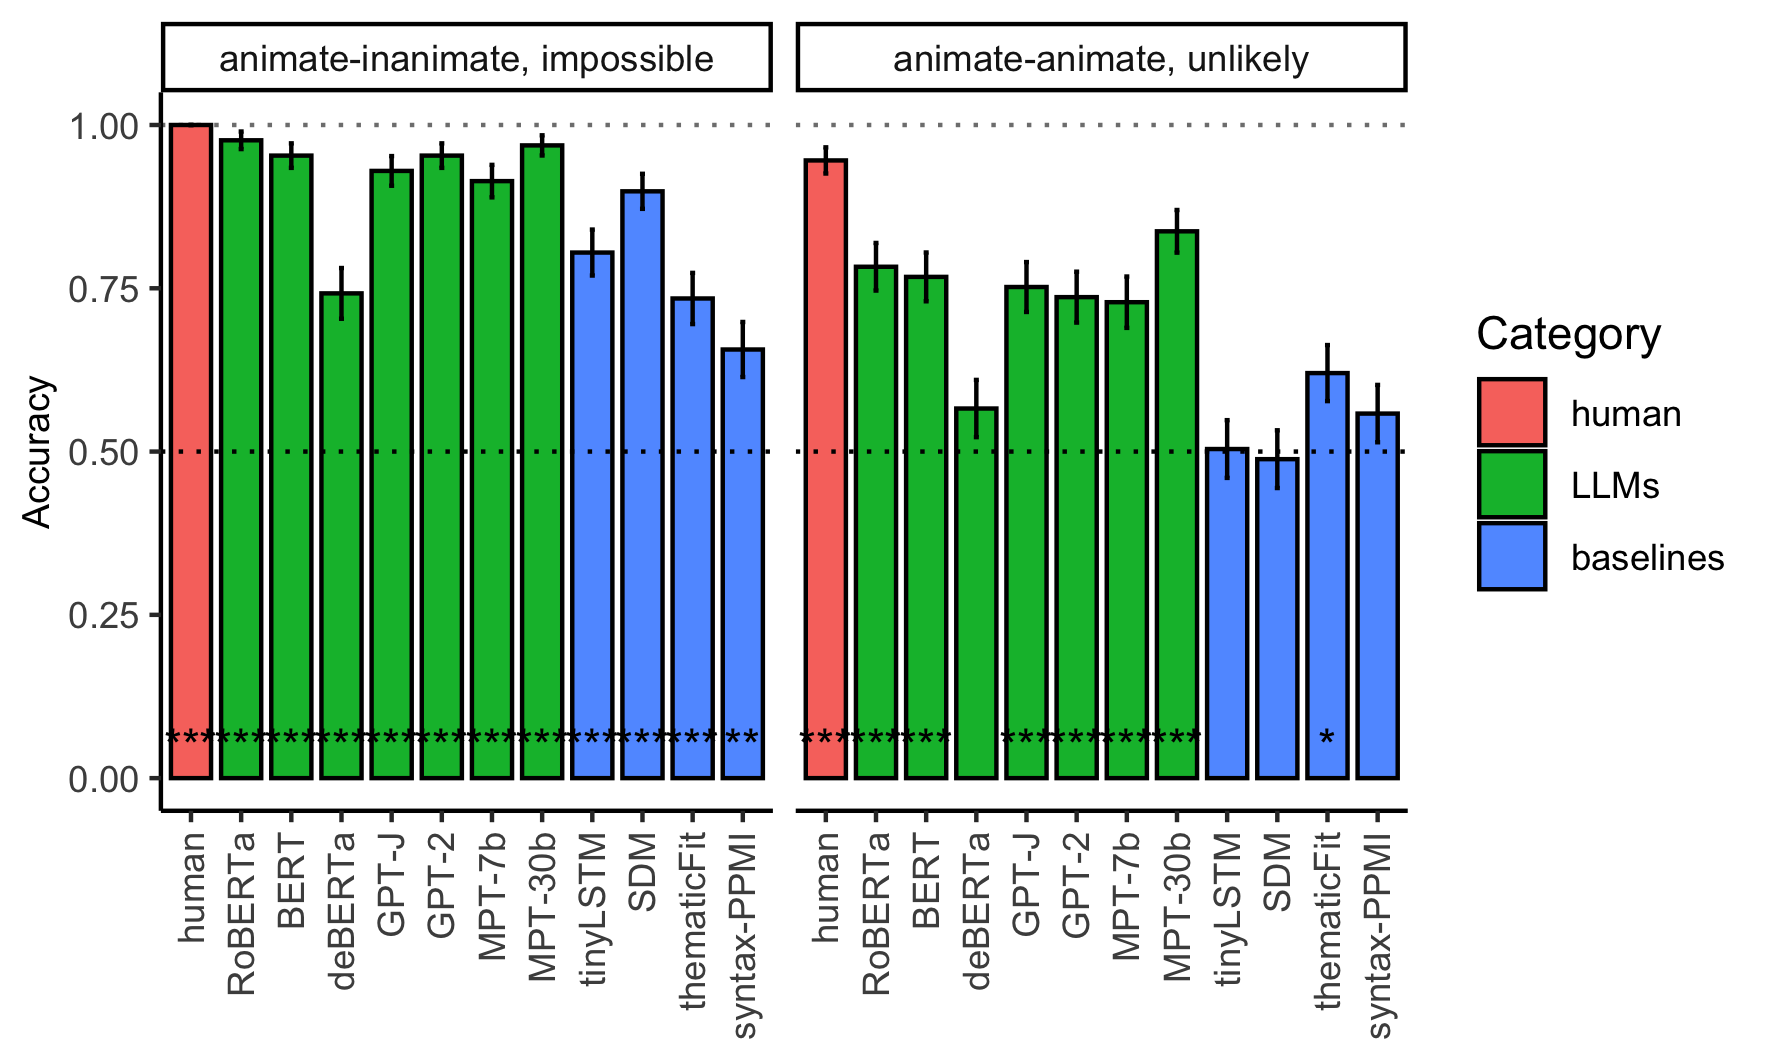 animate-inanimate, impossible
animate-animate, unlikely
Accuracy
1.00
0.75
0.50
0.25
0.00
*** *** *** *** *** *** *** *** *** *** *** **
*** *** *** *** *** *** *** *
human RoBERTa BERT deBERTa GPT-J GPT-2 MPT-7b MPT-30b tinyLSTM SDM thematicFit syntax-PPMI
human RoBERTa BERT deBERTa GPT-J GPT-2 MPT-7b MPT-30b tinyLSTM SDM thematicFit syntax-PPMI
Category
human
LLMs
baselines